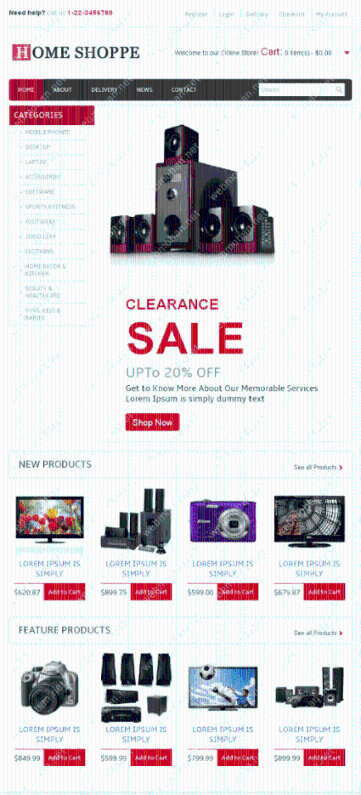 Need help? call us 1-22-3456789
Register Login Delivery Checkout My Account
HOME SHOPPE
Welcome to our Online Store! Cart: 0 item(s) - $0.00
HOME ABOUT DELIVERY NEWS CONTACT
CATEGORIES
MOBILE PHONES
DESKTOP
LAPTOP
ACCESSORIES
SOFTWARE
SPORTS & FITNESS
FOOTWEAR
JEWELLERY
CLOTHING
HOME DECOR &
KITCHEN
BEAUTY &
HEALTHCARE
TOYS, KIDS &
BABIES
CLEARANCE
SALE
UPTo 20% OFF
Get to Know More About Our Memorable Services
Lorem Ipsum is simply dummy text
Shop Now
NEW PRODUCTS
See all Products
LOREM IPSUM IS LOREM IPSUM IS LOREM IPSUM IS LOREM IPSUM IS
SIMPLY SIMPLY SIMPLY SIMPLY
$620.87 Add to Cart $899.75 Add to Cart $599.00 Add to Cart $679.87 Add to Cart
FEATURE PRODUCTS
See all Products
LOREM IPSUM IS LOREM IPSUM IS LOREM IPSUM IS LOREM IPSUM IS
SIMPLY SIMPLY SIMPLY SIMPLY
$849.99 Add to Cart $599.99 Add to Cart $799.99 Add to Cart $899.99 Add to Cart